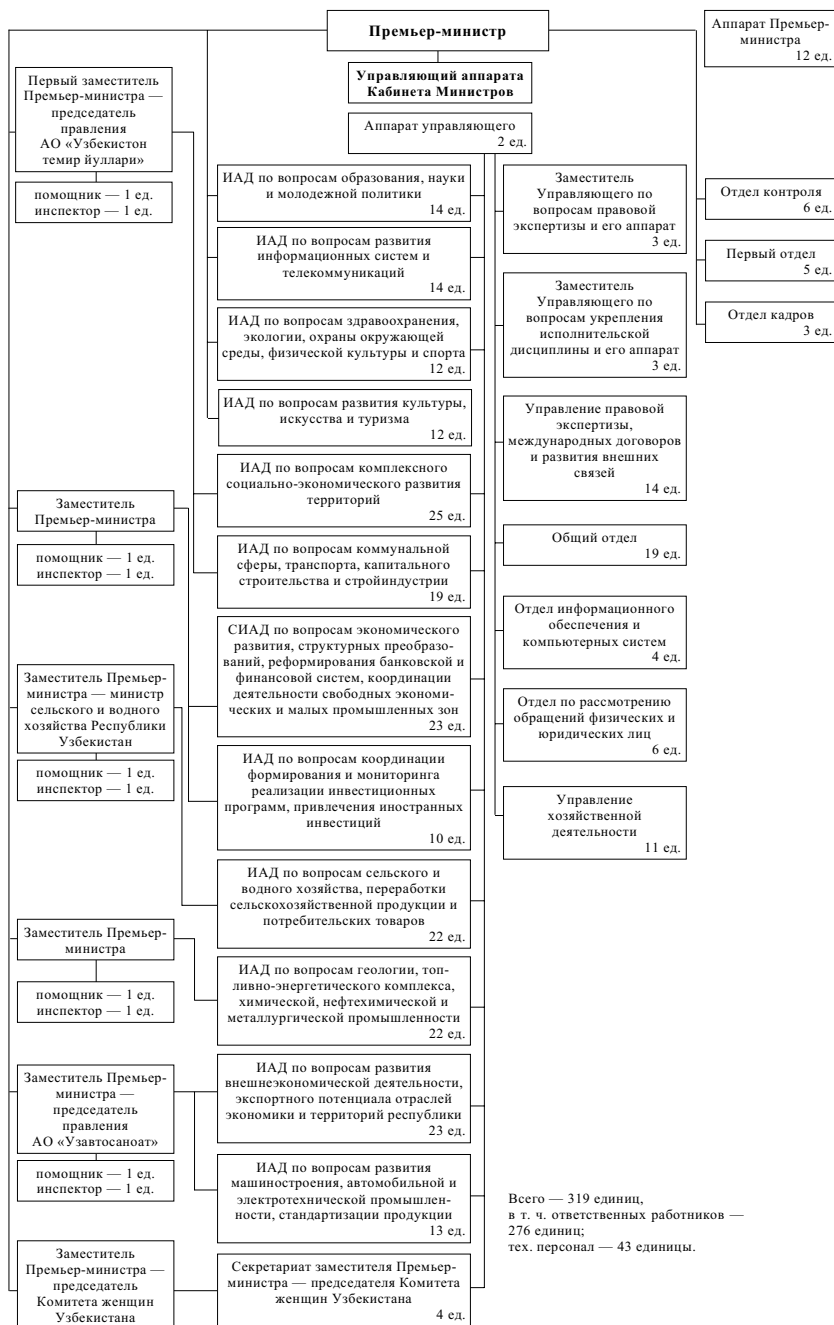 Премьер-министр
Аппарат Премьер-
министра
12 ед.
Управляющий аппарата
Кабинета Министров
Аппарат управляющего
2 ед.
Первый заместитель
Премьер-министра —
председатель
правления
АО «Узбекистон
темир йуллари»
помощник — 1 ед.
инспектор — 1 ед.
Заместитель
Премьер-министра
помощник — 1 ед.
инспектор — 1 ед.
Заместитель Премьер-
министра — министр
сельского и водного
хозяйства Республики
Узбекистан
помощник — 1 ед.
инспектор — 1 ед.
Заместитель Премьер-
министра
помощник — 1 ед.
инспектор — 1 ед.
Заместитель Премьер-
министра —
председатель
правления
АО «Узавтосаноат»
помощник — 1 ед.
инспектор — 1 ед.
Заместитель
Премьер-министра —
председатель
Комитета женщин
Узбекистана
ИАД по вопросам образования, науки
и молодежной политики
14 ед.
ИАД по вопросам развития
информационных систем и
телекоммуникаций
14 ед.
ИАД по вопросам здравоохранения,
экологии, охраны окружающей
среды, физической культуры и спорта
12 ед.
ИАД по вопросам развития культуры,
искусства и туризма
12 ед.
ИАД по вопросам комплексного
социально-экономического развития
территорий
25 ед.
ИАД по вопросам коммунальной
сферы, транспорта, капитального
строительства и стройиндустрии
19 ед.
СИАД по вопросам экономического
развития, структурных преобразо-
ваний, реформирования банковской и
финансовой систем, координации
деятельности свободных экономи-
ческих и малых промышленных зон
23 ед.
ИАД по вопросам координации
формирования и мониторинга
реализации инвестиционных
программ, привлечения иностранных
инвестиций
10 ед.
ИАД по вопросам сельского и
водного хозяйства, переработки
сельскохозяйственной продукции и
потребительских товаров
22 ед.
ИАД по вопросам геологии, топ-
ливно-энергетического комплекса,
химической, нефтехимической и
металлургической промышленности
22 ед.
ИАД по вопросам развития
внешнеэкономической деятельности,
экспортного потенциала отраслей
экономики и территорий республики
23 ед.
ИАД по вопросам развития
машиностроения, автомобильной и
электротехнической промышлен-
ности, стандартизации продукции
13 ед.
Секретариат заместителя Премьер-
министра — председателя Комитета
женщин Узбекистана
4 ед.
Заместитель
Управляющего по
вопросам правовой
экспертизы и его аппарат
3 ед.
Заместитель
Управляющего по
вопросам укрепления
исполнительской
дисциплины и его аппарат
3 ед.
Управление правовой
экспертизы,
международных договоров
и развития внешних
связей
14 ед.
Общий отдел
19 ед.
Отдел информационного
обеспечения и
компьютерных систем
4 ед.
Отдел по рассмотрению
обращений физических и
юридических лиц
6 ед.
Управление
хозяйственной
деятельности
11 ед.
Отдел контроля
6 ед.
Первый отдел
5 ед.
Отдел кадров
3 ед.
Всего — 319 единиц,
в т. ч. ответственных работников —
276 единиц;
тех. персонал — 43 единицы.